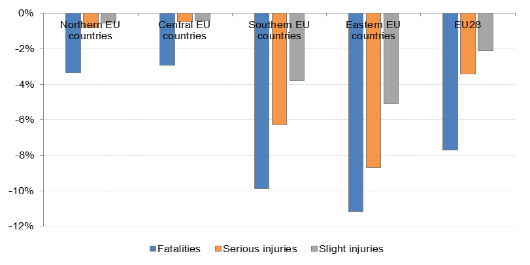 0%
Northern EU countries
Central EU countries
Southern EU countries
Eastern EU countries
EU28
-2%
-4%
-6%
-8%
-10%
-12%
Fatalities Serious injuries Slight injuries